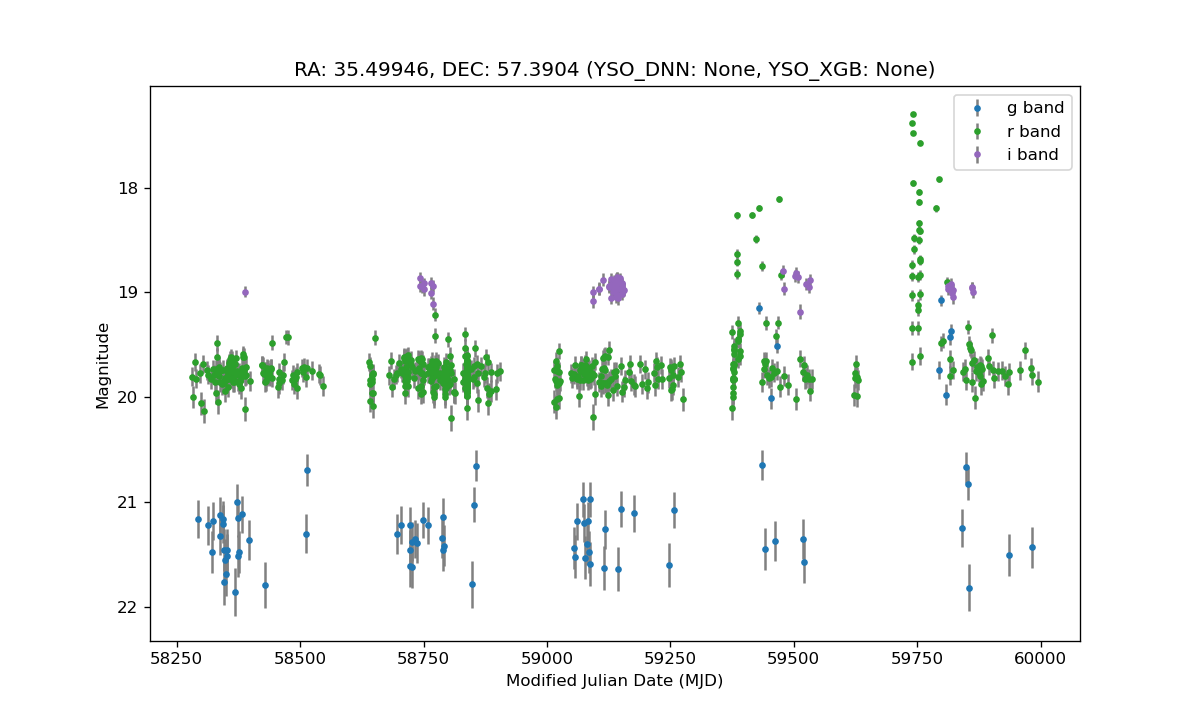 RA: 35.49946, DEC: 57.3904 (YSO_DNN: None, YSO_XGB: None)
g band
r band
i band
Magnitude
18
19
20
21
22
58250 58500 58750 59000 59250 59500 59750 60000
Modified Julian Date (MJD)